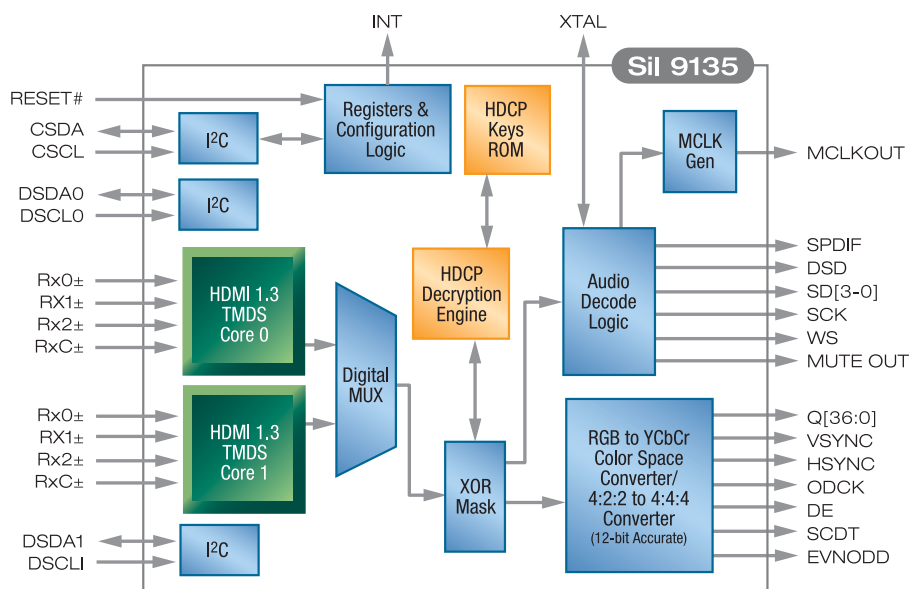 INT
XTAL
SiI 9135
RESET#
CSDA
CSCL
I²C
Registers &
Configuration
Logic
HDCP
Keys
ROM
MCLK
Gen
MCLKOUT
DSDA0
DSCL0
I²C
Rx0±
RX1±
Rx2±
RxC±
HDMI 1.3
TMDS
Core 0
Digital
MUX
HDCP
Decryption
Engine
Audio
Decode
Logic
SPDIF
DSD
SD[3-0]
SCK
WS
MUTE OUT
Rx0±
RX1±
Rx2±
RxC±
HDMI 1.3
TMDS
Core 1
XOR
Mask
RGB to YCbCr
Color Space
Converter/
4:2:2 to 4:4:4
Converter
(12-bit Accurate)
Q[36:0]
VSYNC
HSYNC
ODCK
DE
SCDT
EVNODD
DSDA1
DSCLI
I²C